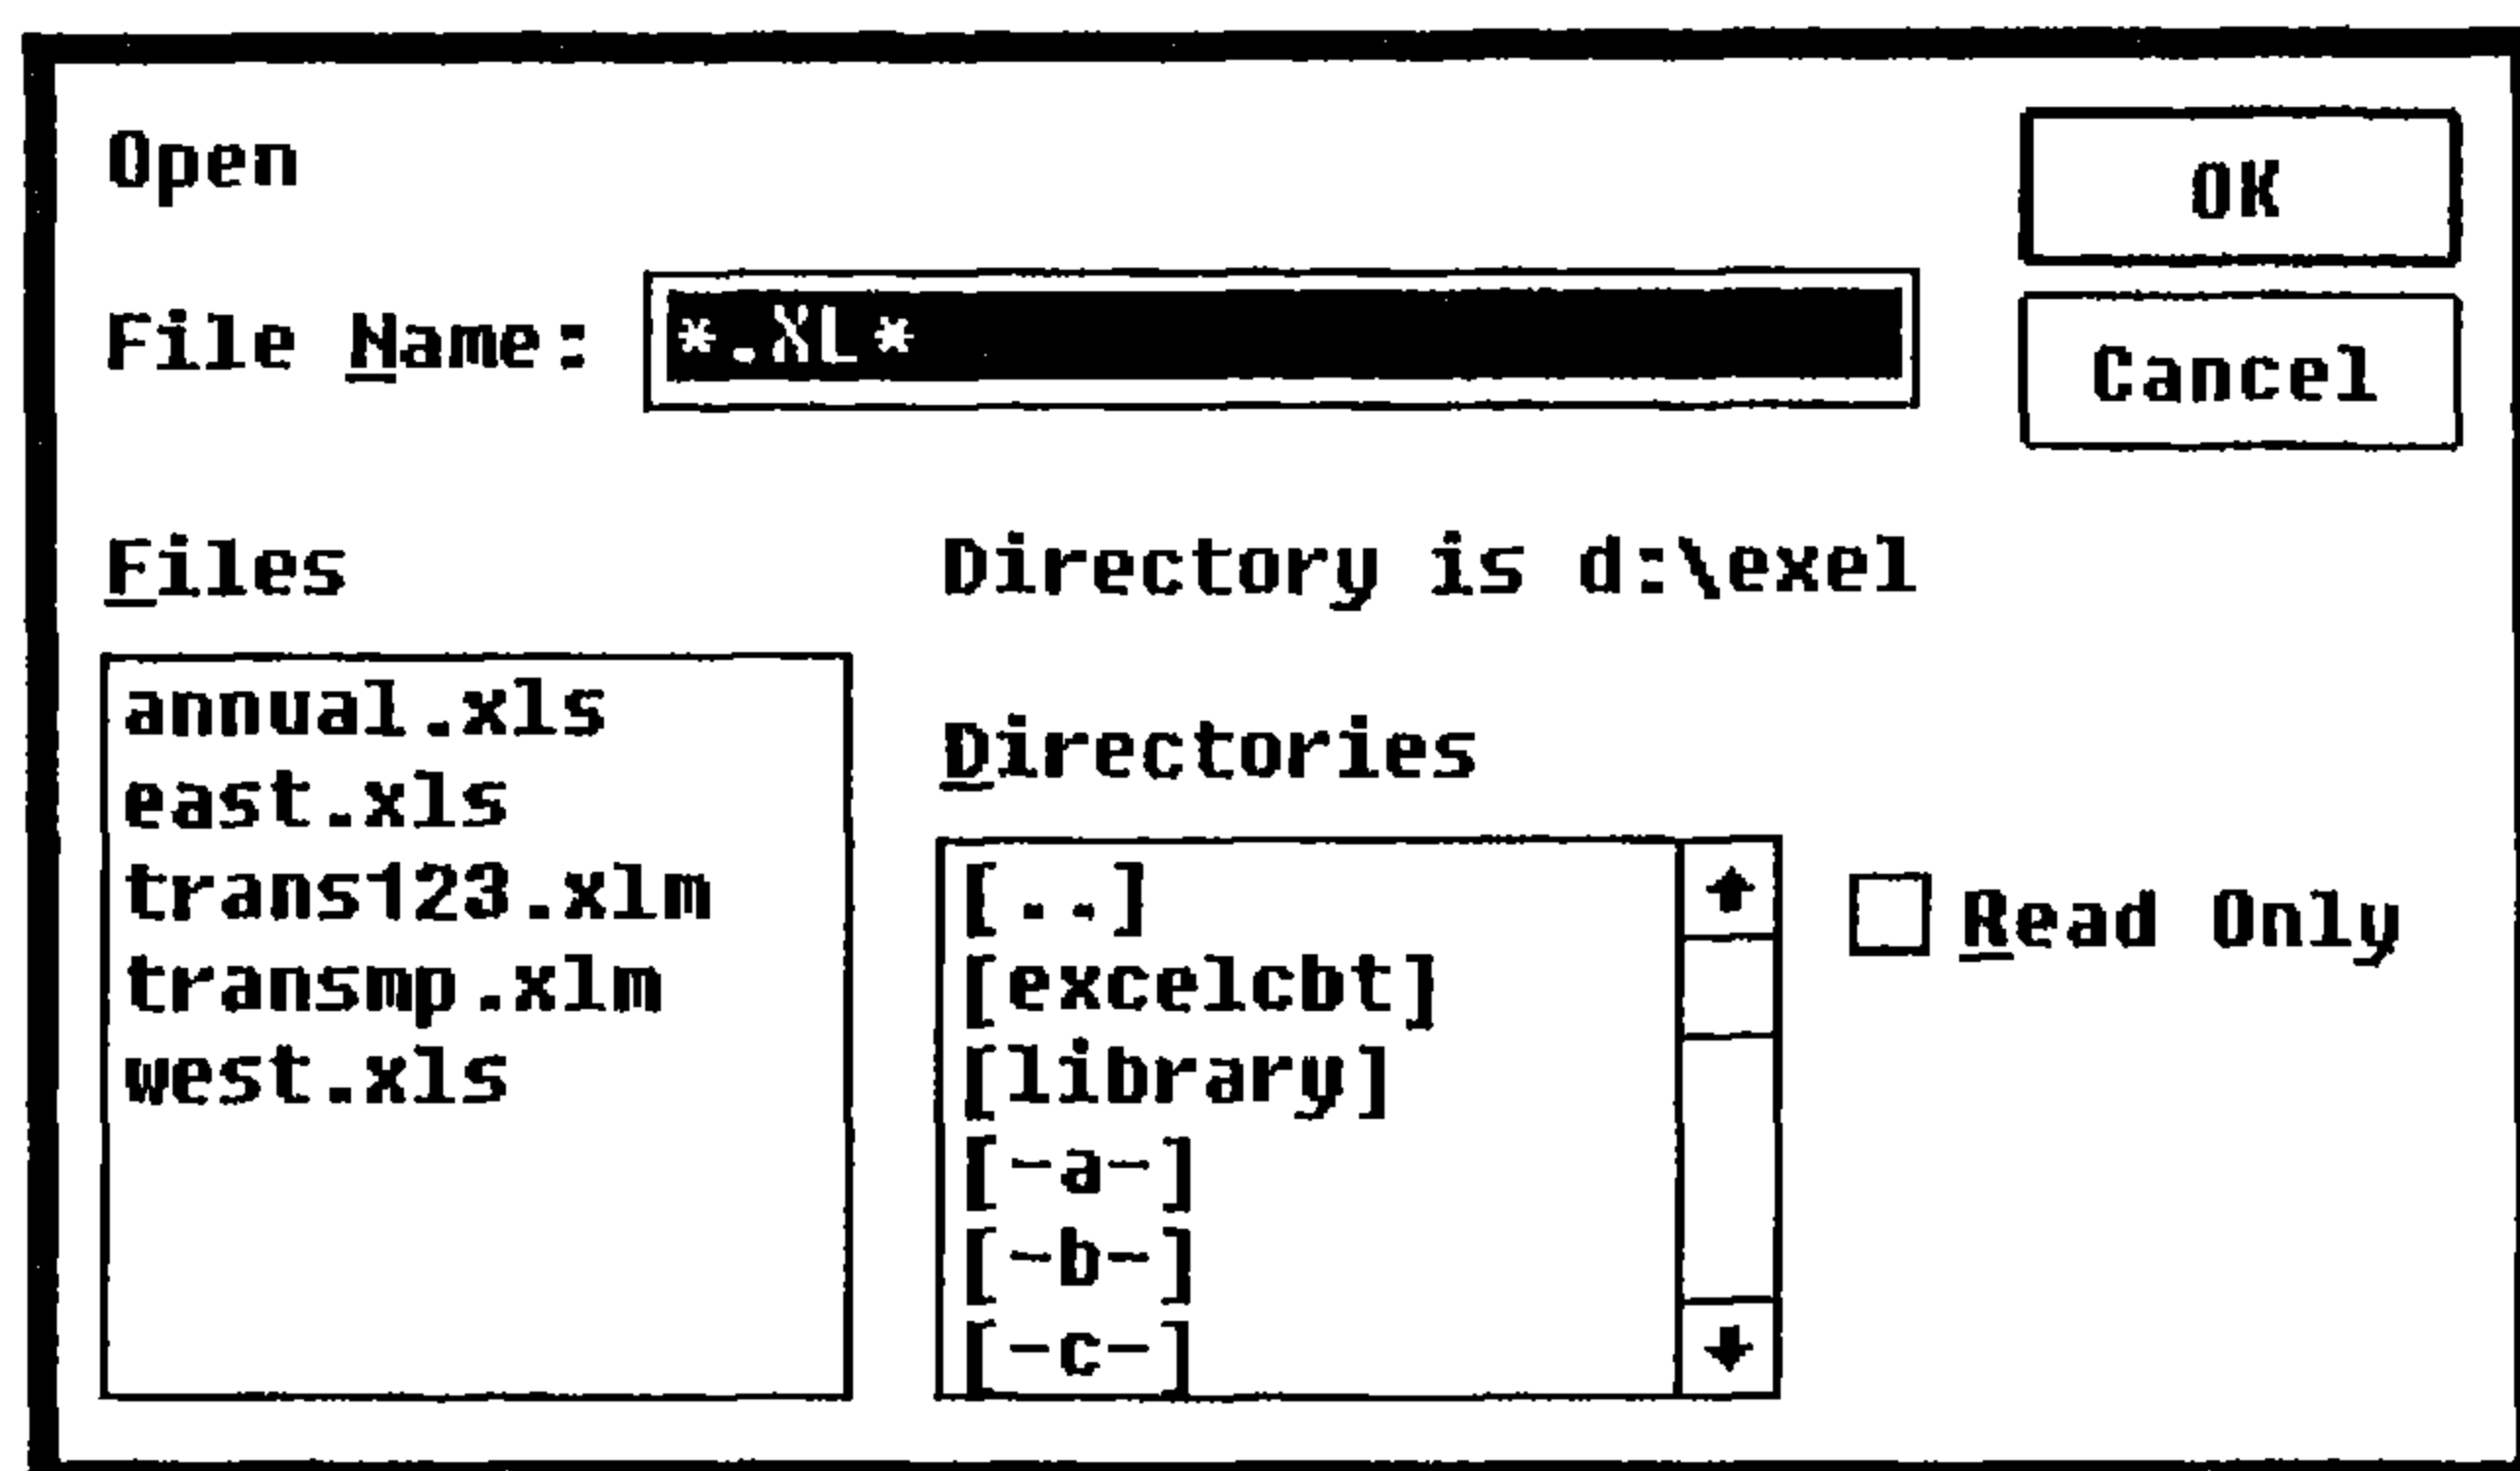 Open
OK
File Name: *.XL*
Cancel
Files
Directory is d:\exel
annual.xls
east.xls
trans123.xlm
transmp.xlm
west.xls
Directories
[..]
[excelcbt]
[library]
[-a-]
[-b-]
[-c-]
Read Only